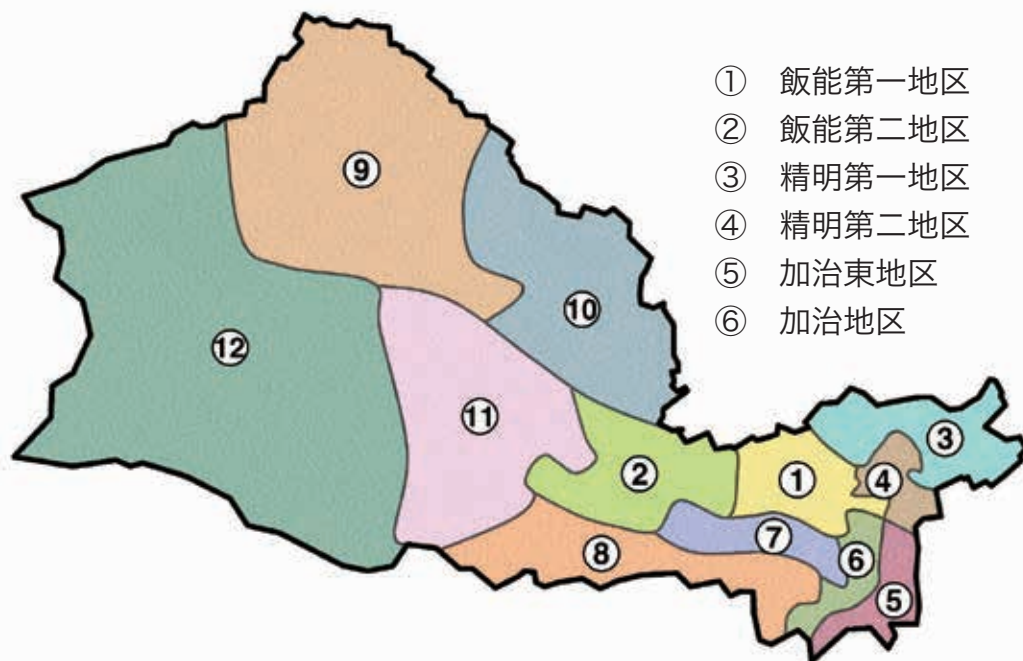 ① 飯能第一地区
② 飯能第二地区
③ 精明第一地区
④ 精明第二地区
⑤ 加治東地区
⑥ 加治地区
⑨
⑩
⑫
⑪
③
②
①
④
⑦
⑧
⑥
⑤